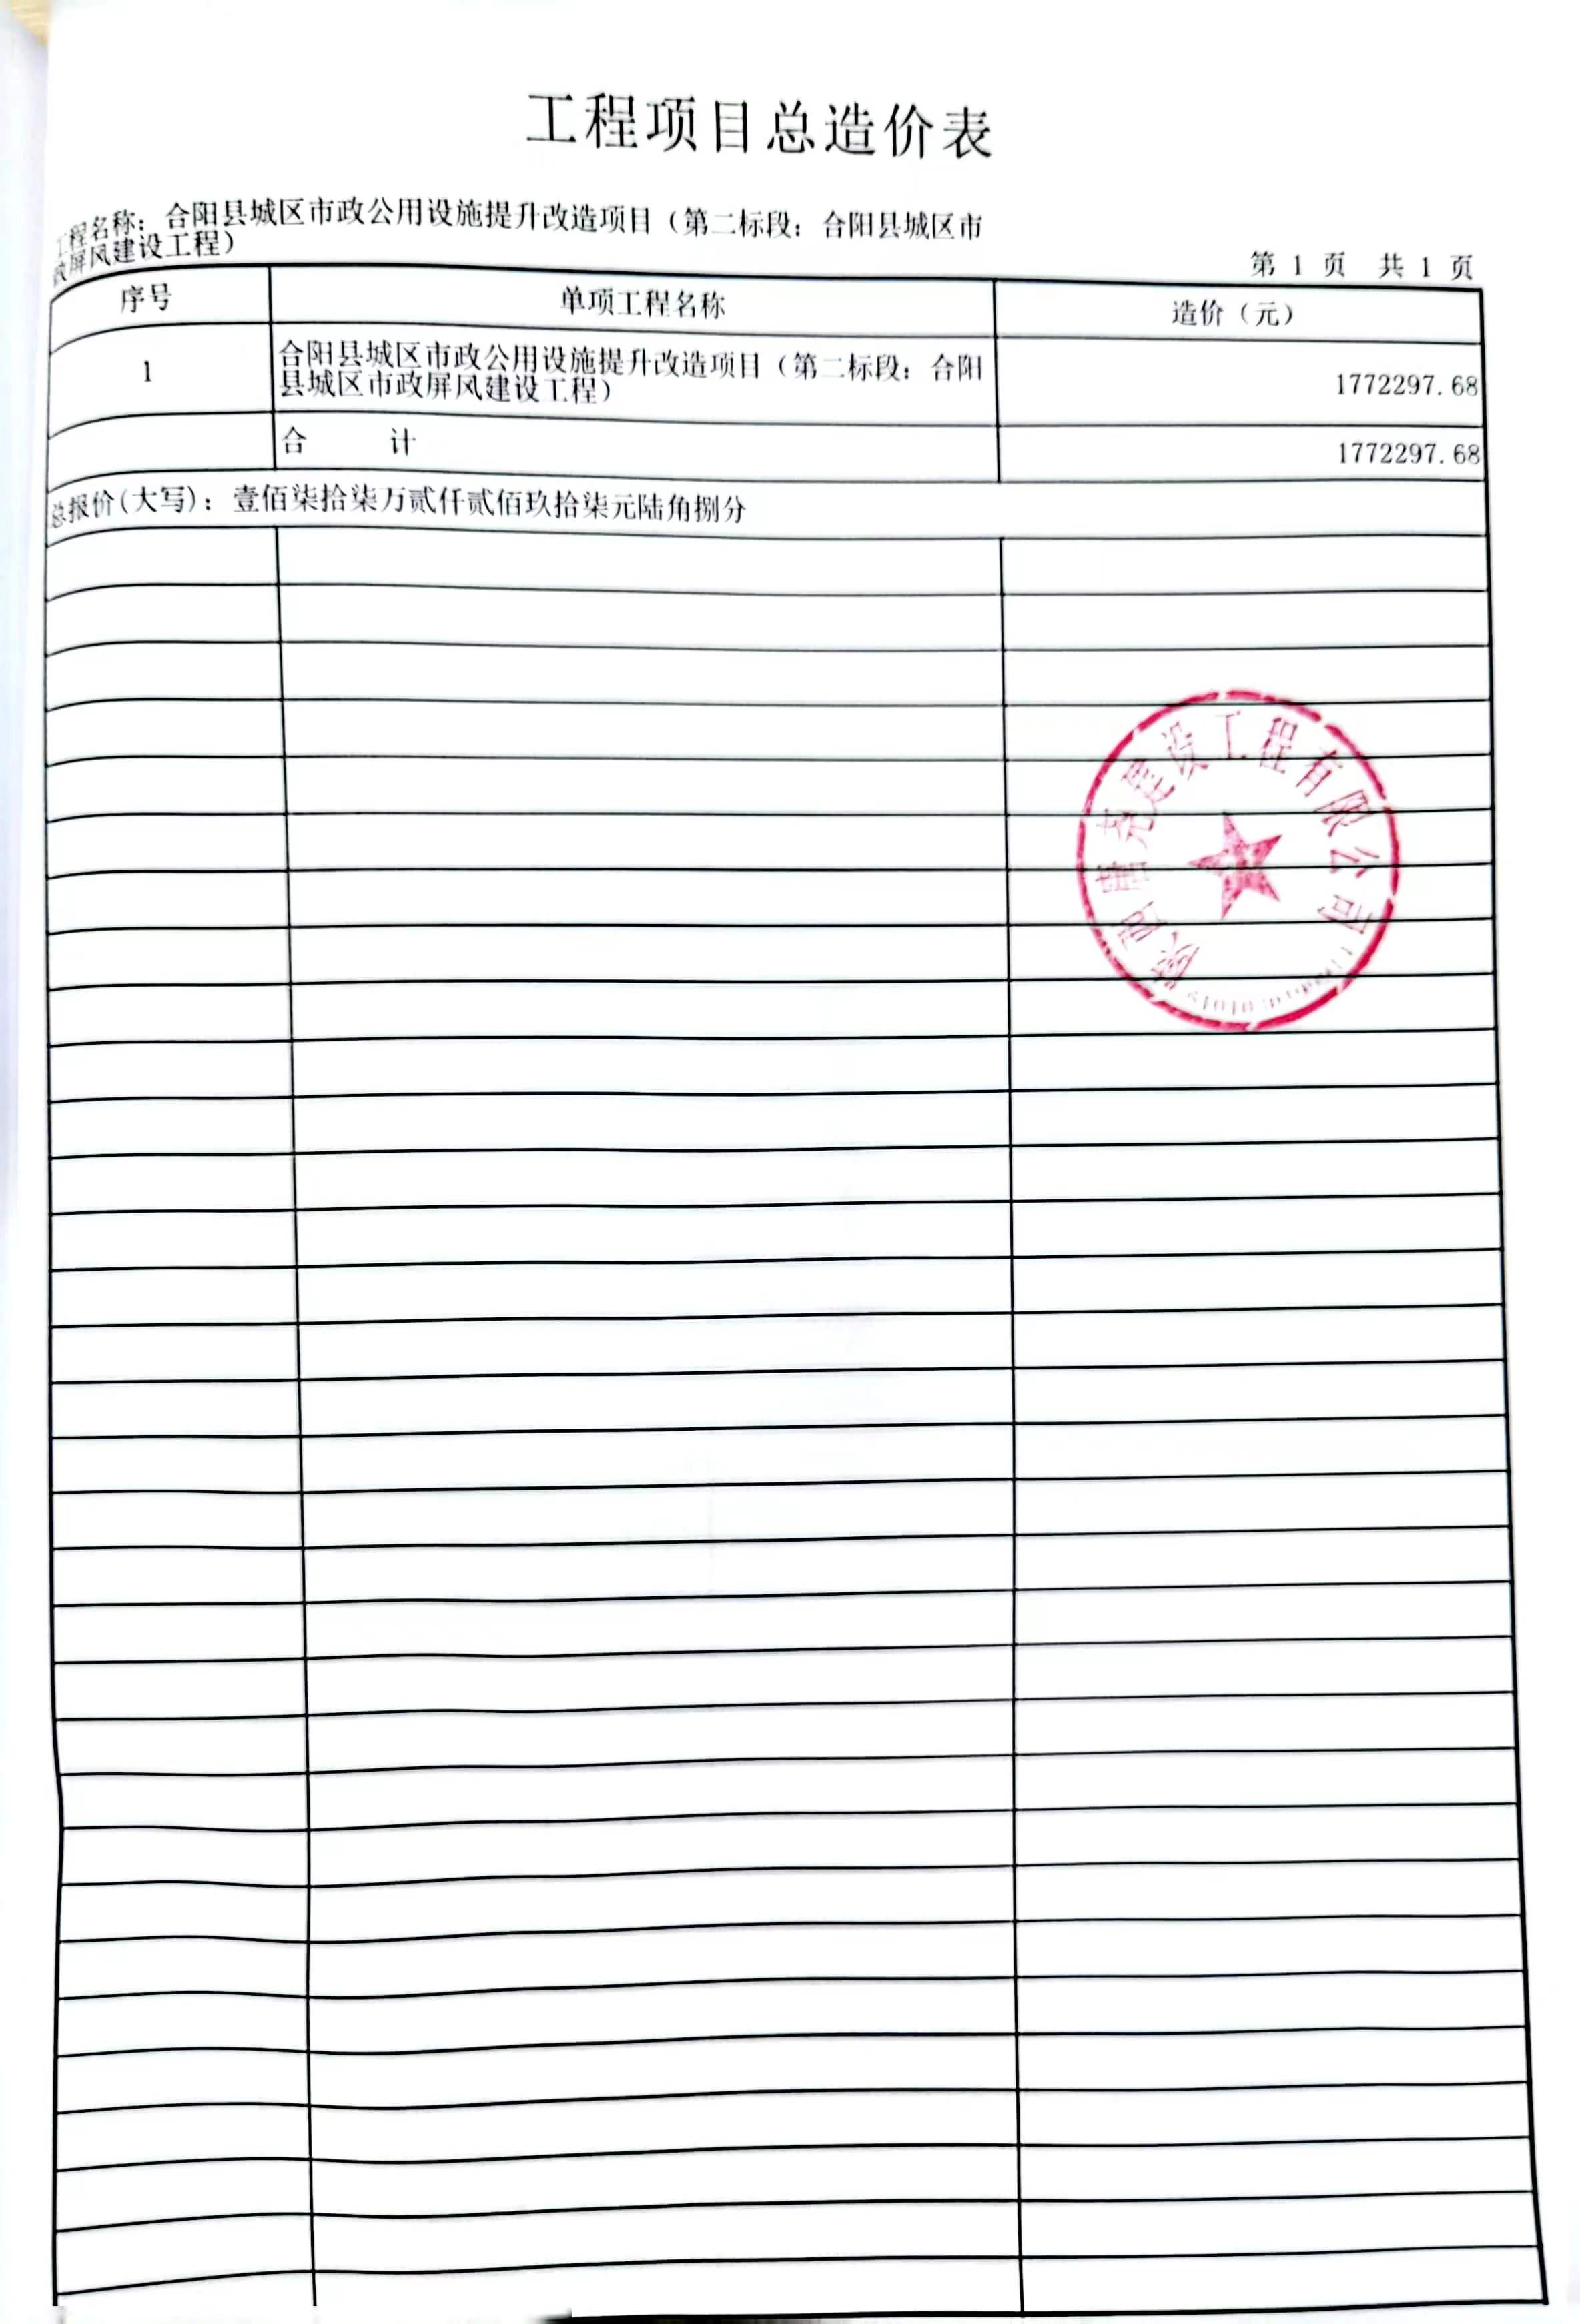 工程项目总造价表
工程名称：合阳县城区市政公用设施提升改造项目（第二标段：合阳县城区市
政屏风建设工程）
第 1 页 共 1 页
序号 单项工程名称 造价（元）
1 合阳县城区市政公用设施提升改造项目（第二标段：合阳
县城区市政屏风建设工程） 1772297.68
合 计 1772297.68
总报价(大写)：壹佰柒拾柒万贰仟贰佰玖拾柒元陆角捌分
建设工程有限公司